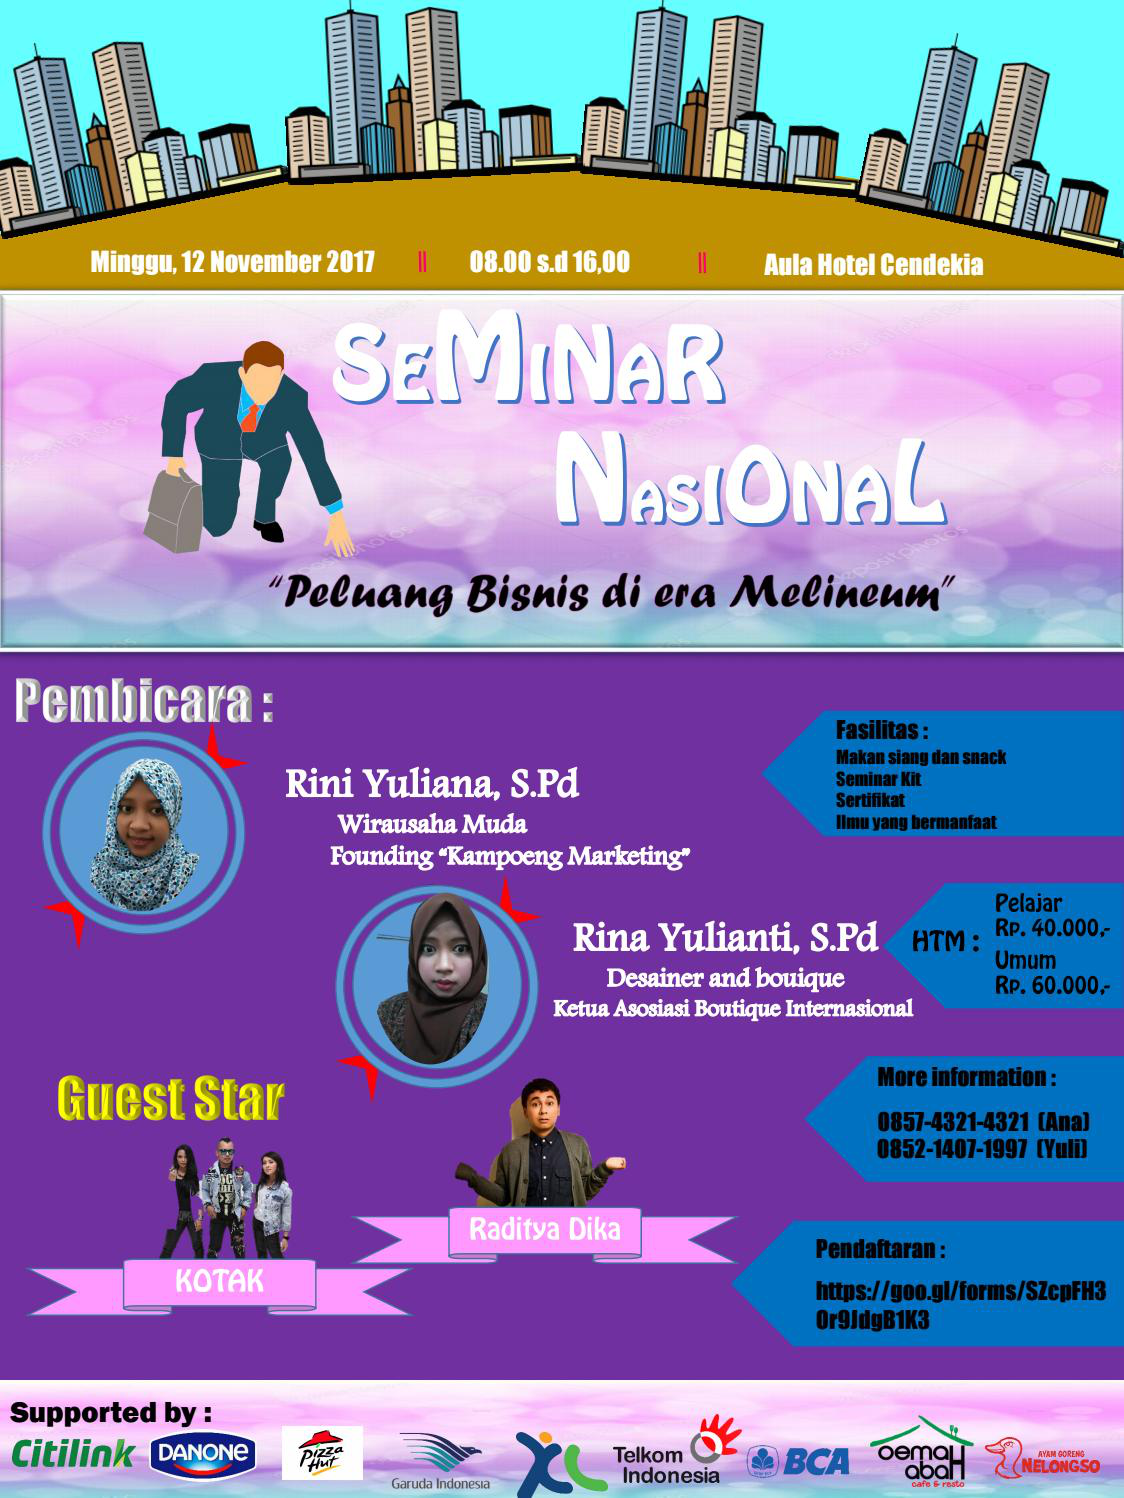 Minggu, 12 November 2017 || 08.00 s.d 16,00 || Aula Hotel Cendekia
SeMiNaR
NasiONaL
“Peluang Bisnis di era Melineum”
Pembicara :
Rini Yuliana, S.Pd
Wirausaha Muda
Founding “Kampoeng Marketing”
Rina Yulianti, S.Pd
Desainer and bouique
Ketua Asosiasi Boutique Internasional
Fasilitas :
Makan siang dan snack
Seminar Kit
Sertifikat
Ilmu yang bermanfaat
HTM :
Pelajar
Rp. 40.000,-
Umum
Rp. 60.000,-
More information :
0857-4321-4321 (Ana)
0852-1407-1997 (Yuli)
Pendaftaran :
https://goo.gl/forms/SZcpFH3
Or9JdgB1K3
Guest Star
KOTAK
Raditya Dika
Supported by :
Citilink
DANONE
Pizza
Hut
Garuda Indonesia
XL
Telkom
Indonesia
BCA
oemaH
abaH
cafe & resto
AYAM GORENG
NELONGSO